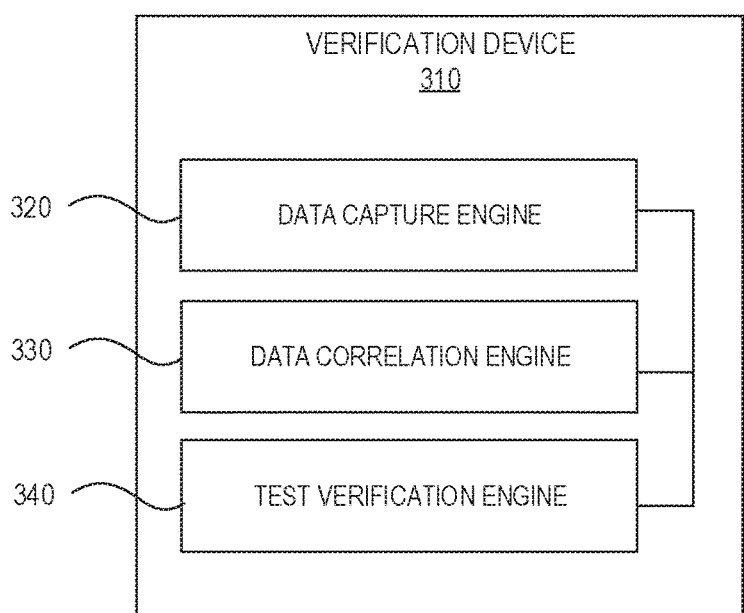 VERIFICATION DEVICE
310
320
DATA CAPTURE ENGINE
330
DATA CORRELATION ENGINE
340
TEST VERIFICATION ENGINE